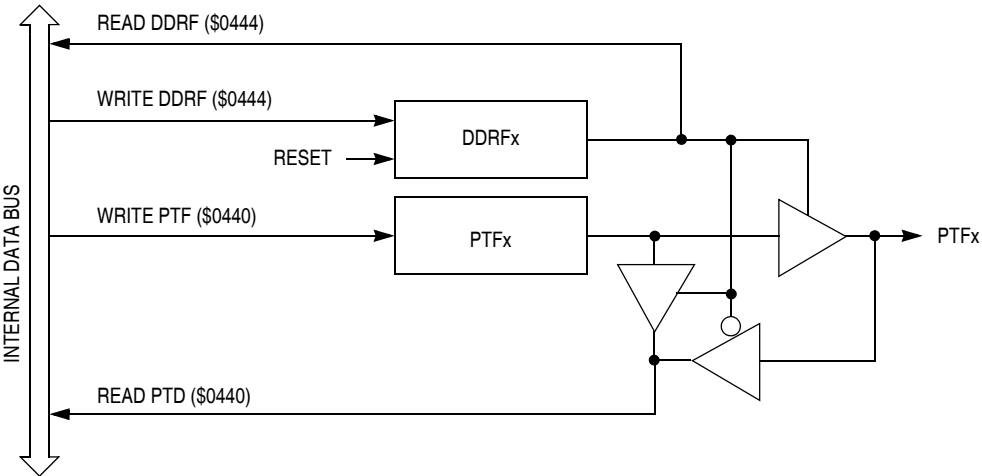 READ DDRF ($0444)
WRITE DDRF ($0444)
DDRFx
RESET
WRITE PTF ($0440)
PTFx
PTFx
INTERNAL DATA BUS
READ PTD ($0440)